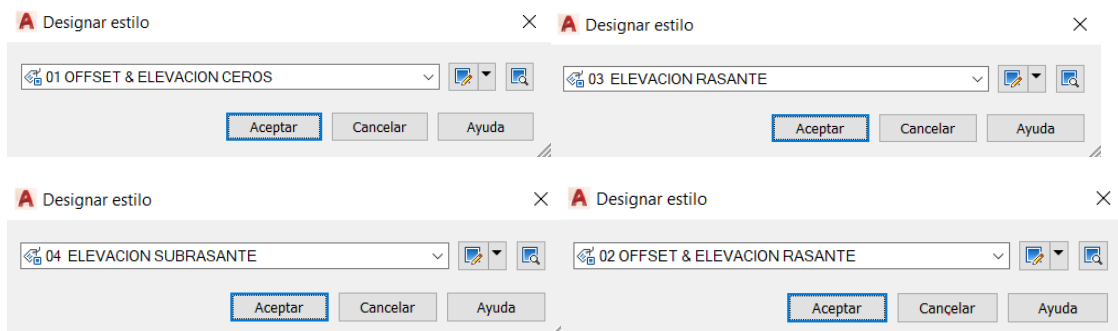 Designar estilo
01 OFFSET & ELEVACION CEROS
Aceptar Cancelar Ayuda
Designar estilo
03 ELEVACION RASANTE
Aceptar Cancelar Ayuda
Designar estilo
04 ELEVACION SUBRASANTE
Aceptar Cancelar Ayuda
Designar estilo
02 OFFSET & ELEVACION RASANTE
Aceptar Cancelar Ayuda